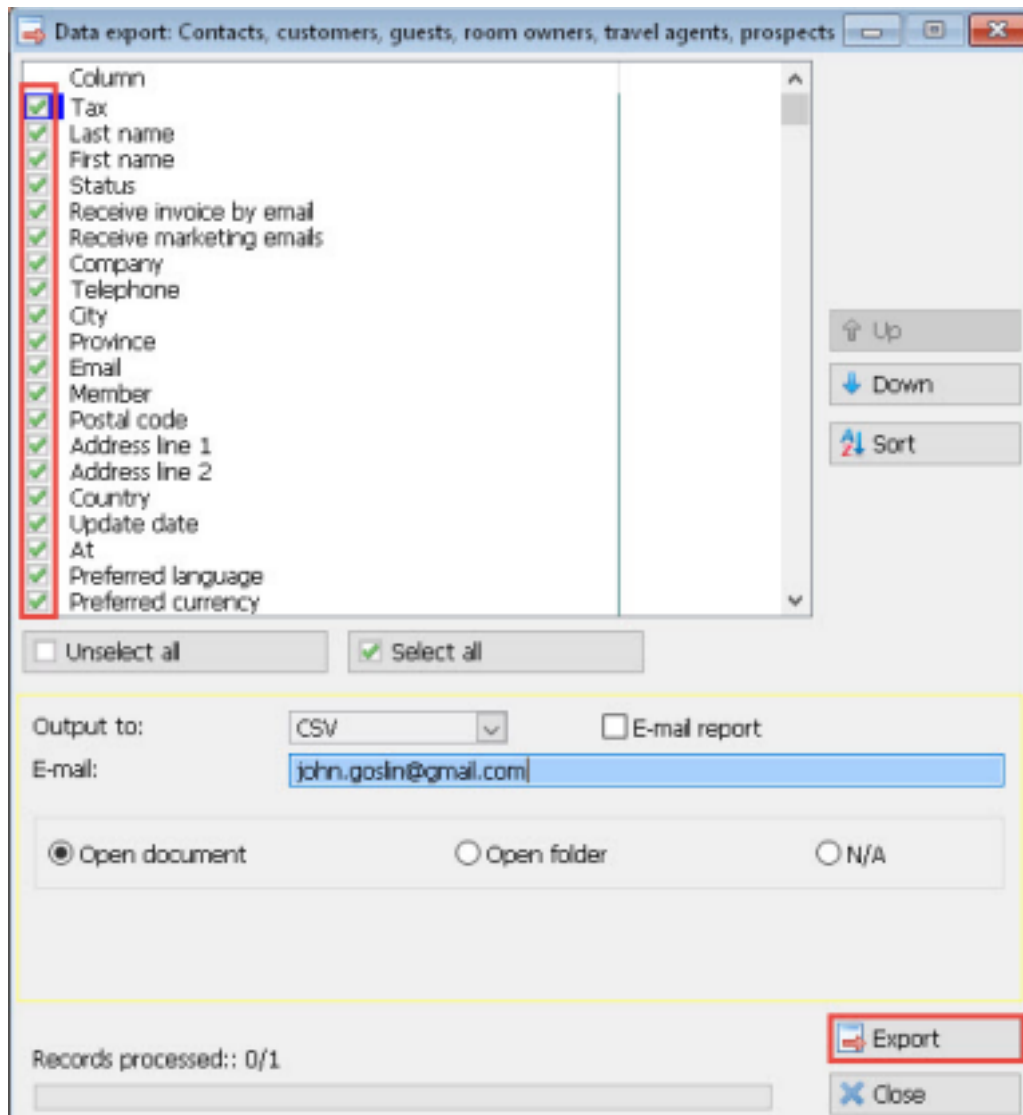 Data export: Contacts, customers, guests, room owners, travel agents, prospects
Column
Tax
Last name
First name
Status
Receive invoice by email
Receive marketing emails
Company
Telephone
City
Province
Email
Member
Postal code
Address line 1
Address line 2
Country
Update date
At
Preferred language
Preferred currency
Up
Down
Sort
Unselect all
Select all
Output to: CSV E-mail report
E-mail: john.goslin@gmail.com
Open document Open folder N/A
Export
Records processed:: 0/1
Close